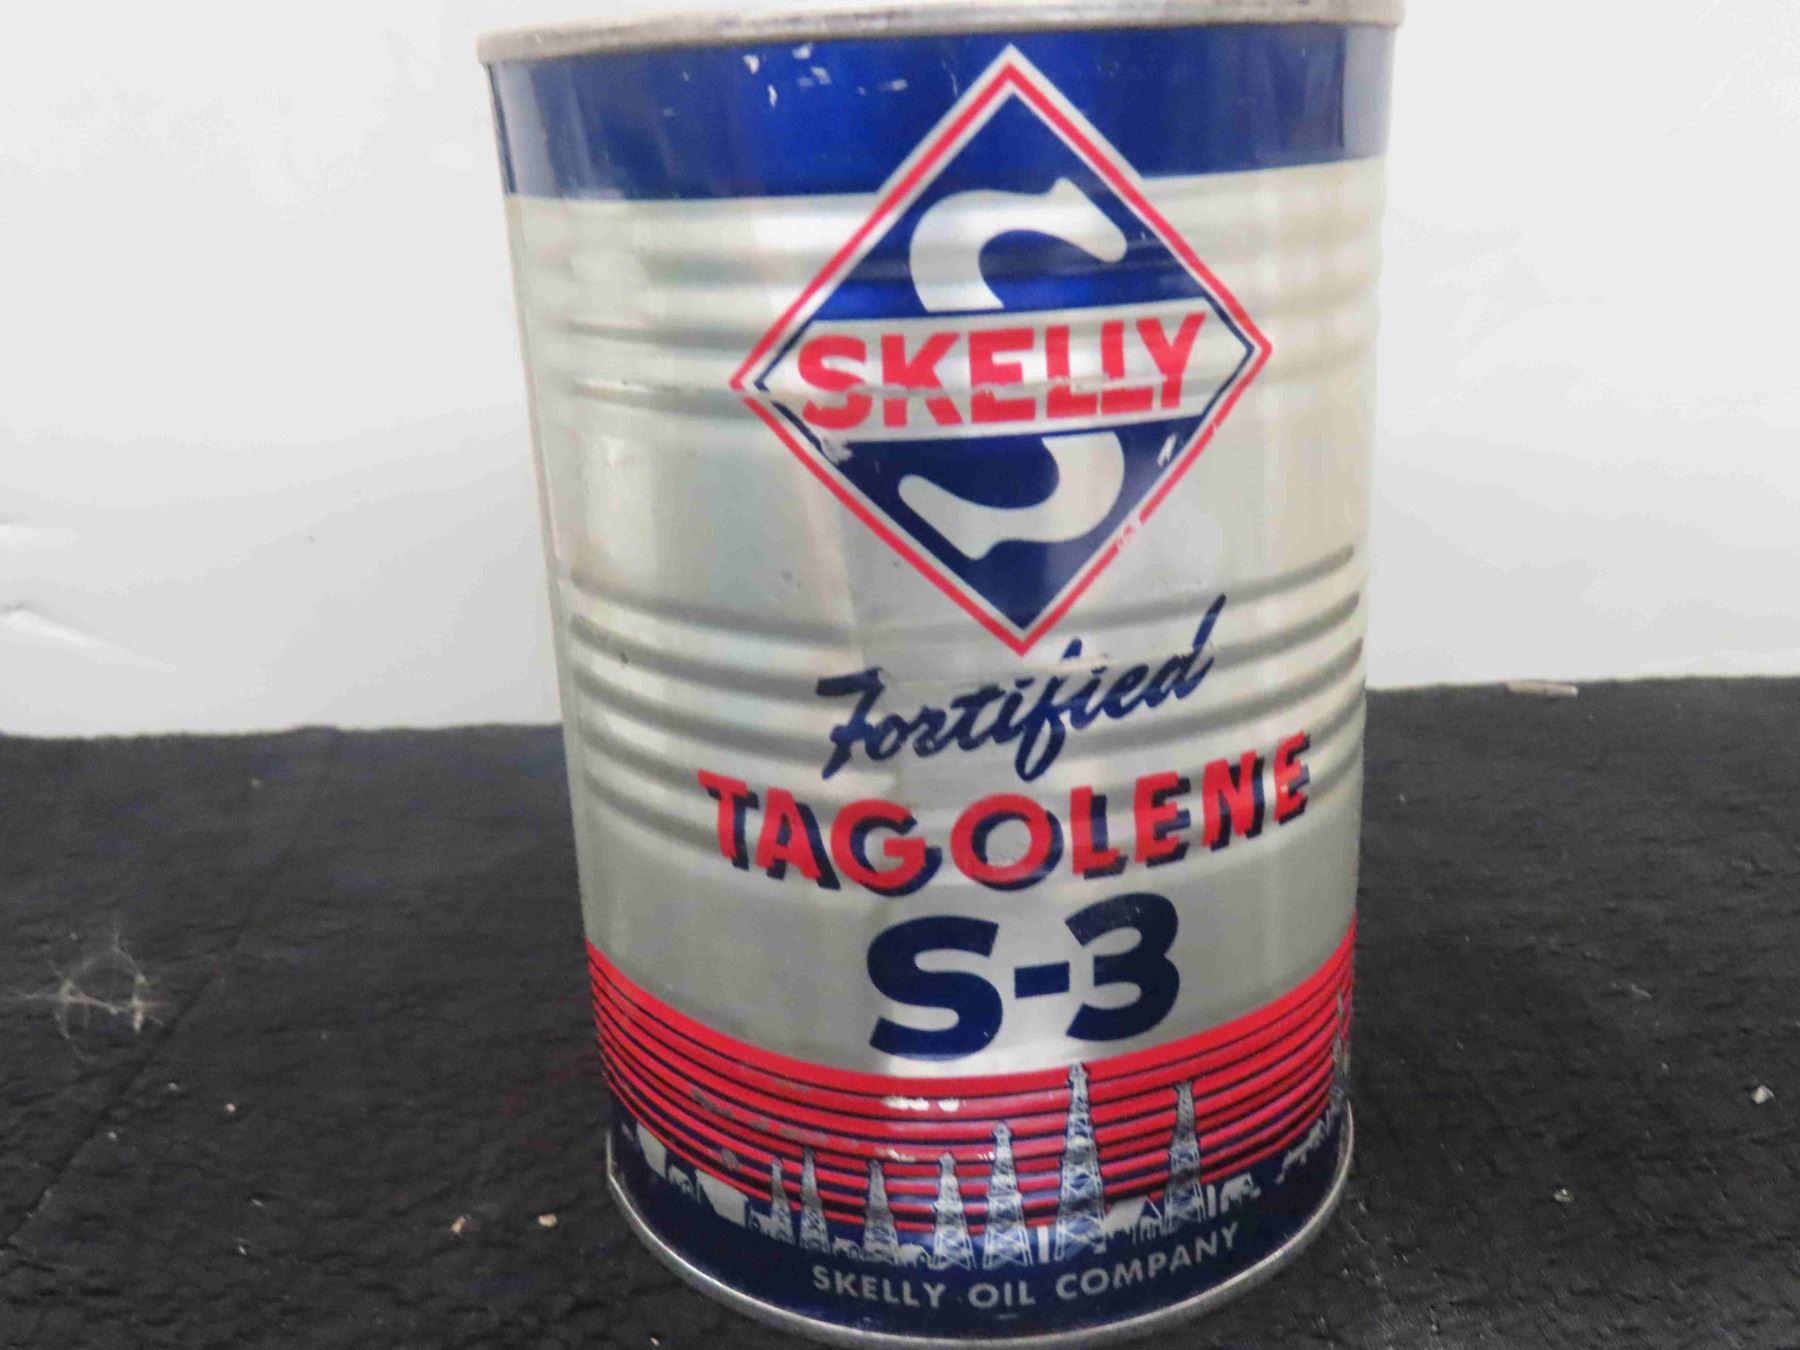 S
SKELLY
Fortified
TAGOLENE
S-3
SKELLY OIL COMPANY